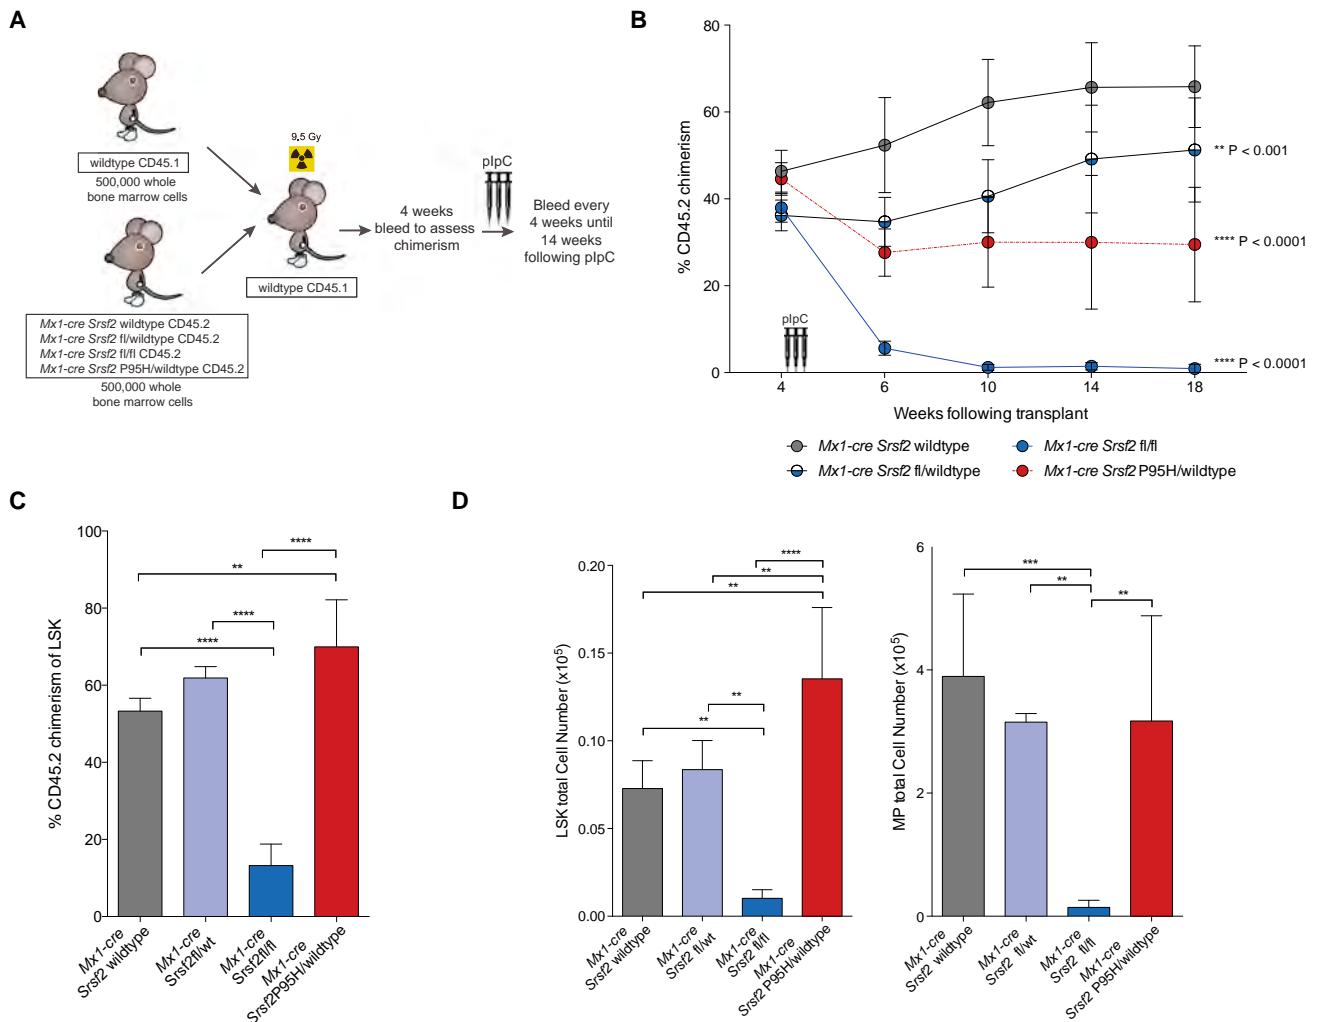 A
wildtype CD45.1
500,000 whole
bone marrow cells
9.5 Gy
wildtype CD45.1
Mx1-cre Srsf2 wildtype CD45.2
Mx1-cre Srsf2 fl/wildtype CD45.2
Mx1-cre Srsf2 fl/fl CD45.2
Mx1-cre Srsf2 P95H/wildtype CD45.2
500,000 whole
bone marrow cells
4 weeks
bleed to assess
chimerism
pIpC
Bleed every
4 weeks until
14 weeks
following pIpC
B
% CD45.2 chimerism
80
60
40
20
0
pIpC
4
6
10
14
18
Weeks following transplant
** P < 0.001
**** P < 0.0001
**** P < 0.0001
Mx1-cre Srsf2 wildtype
Mx1-cre Srsf2 fl/wildtype
Mx1-cre Srsf2 fl/fl
Mx1-cre Srsf2 P95H/wildtype
C
% CD45.2 chimerism of LSK
100
80
60
40
20
0
****
**
****
****
Mx1-cre
Srsf2 wildtype
Mx1-cre
Srsf2fl/wt
Mx1-cre
Srsf2fl/fl
Mx1-cre
Srsf2P95H/wildtype
D
LSK total Cell Number (x10⁵)
0.20
0.15
0.10
0.05
0.00
****
**
**
**
**
Mx1-cre
Srsf2 wildtype
Mx1-cre
Srsf2 fl/wt
Mx1-cre
Srsf2 fl/fl
Mx1-cre
Srsf2 P95H/wildtype
MP total Cell Number (x10⁵)
6
4
2
0
***
**
**
Mx1-cre
Srsf2 wildtype
Mx1-cre
Srsf2 fl/wt
Mx1-cre
Srsf2 fl/fl
Mx1-cre
Srsf2 P95H/wildtype